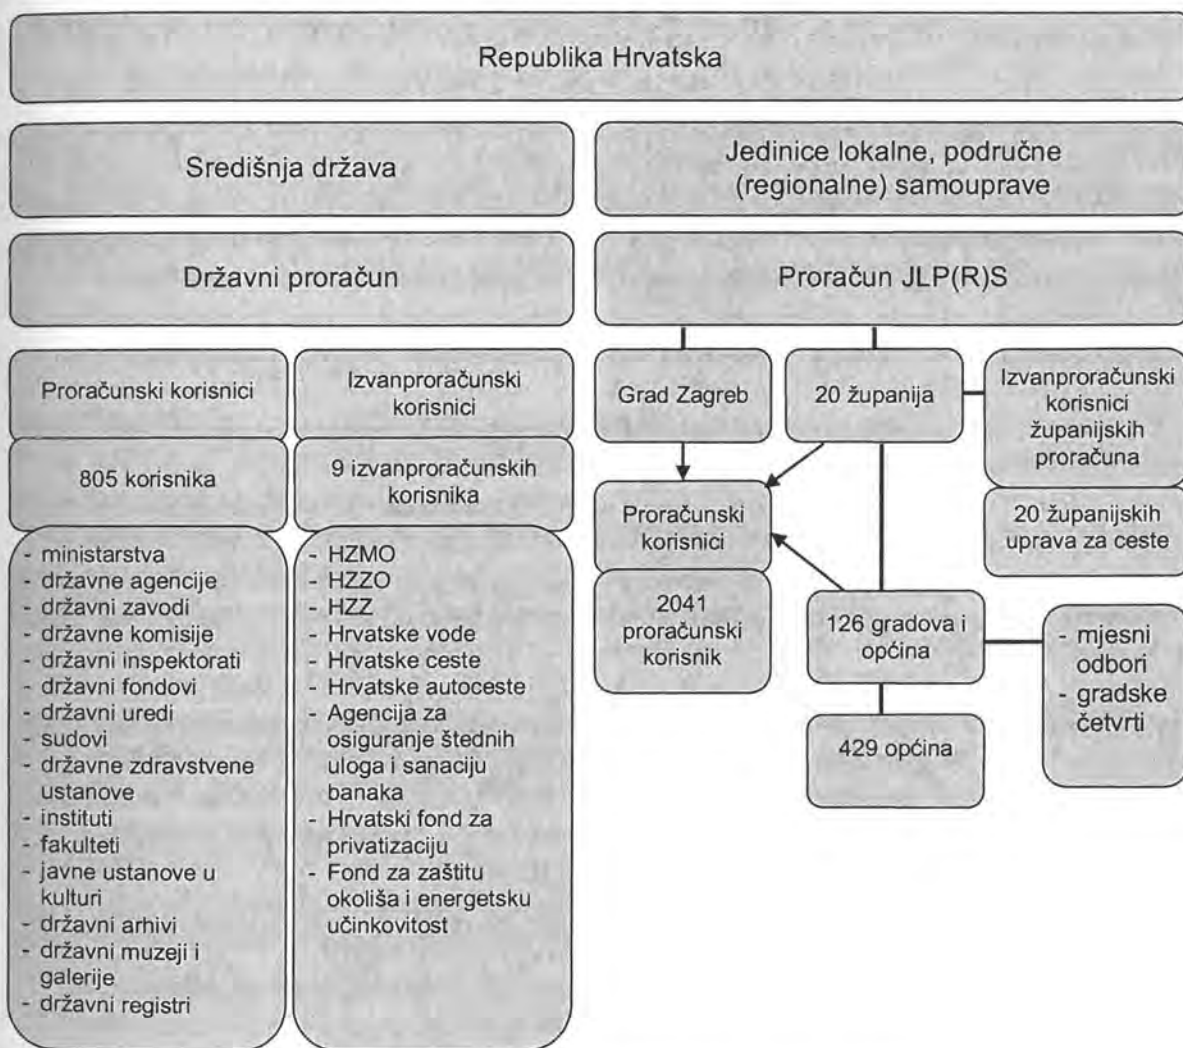 Republika Hrvatska
Središnja država
Jedinice lokalne, područne
(regionalne) samouprave
Državni proračun
Proračun JLP(R)S
Proračunski korisnici
805 korisnika
- ministarstva
- državne agencije
- državni zavodi
- državne komisije
- državni inspektorati
- državni fondovi
- državni uredi
- sudovi
- državne zdravstvene
ustanove
- instituti
- fakulteti
- javne ustanove u
kulturi
- državni arhivi
- državni muzeji i
galerije
- državni registri
Izvanproračunski
korisnici
9 izvanproračunskih
korisnika
- HZMO
- HZZO
- HZZ
- Hrvatske vode
- Hrvatske ceste
- Hrvatske autoceste
- Agencija za
osiguranje štednih
uloga i sanaciju
banaka
- Hrvatski fond za
privatizaciju
- Fond za zaštitu
okoliša i energetsku
učinkovitost
Grad Zagreb
20 županija
Izvanproračunski
korisnici
županijskih
proračuna
20 županijskih
uprava za ceste
Proračunski
korisnici
2041
proračunski
korisnik
126 gradova i
općina
- mjesni
odbori
- gradske
četvrti
429 općina